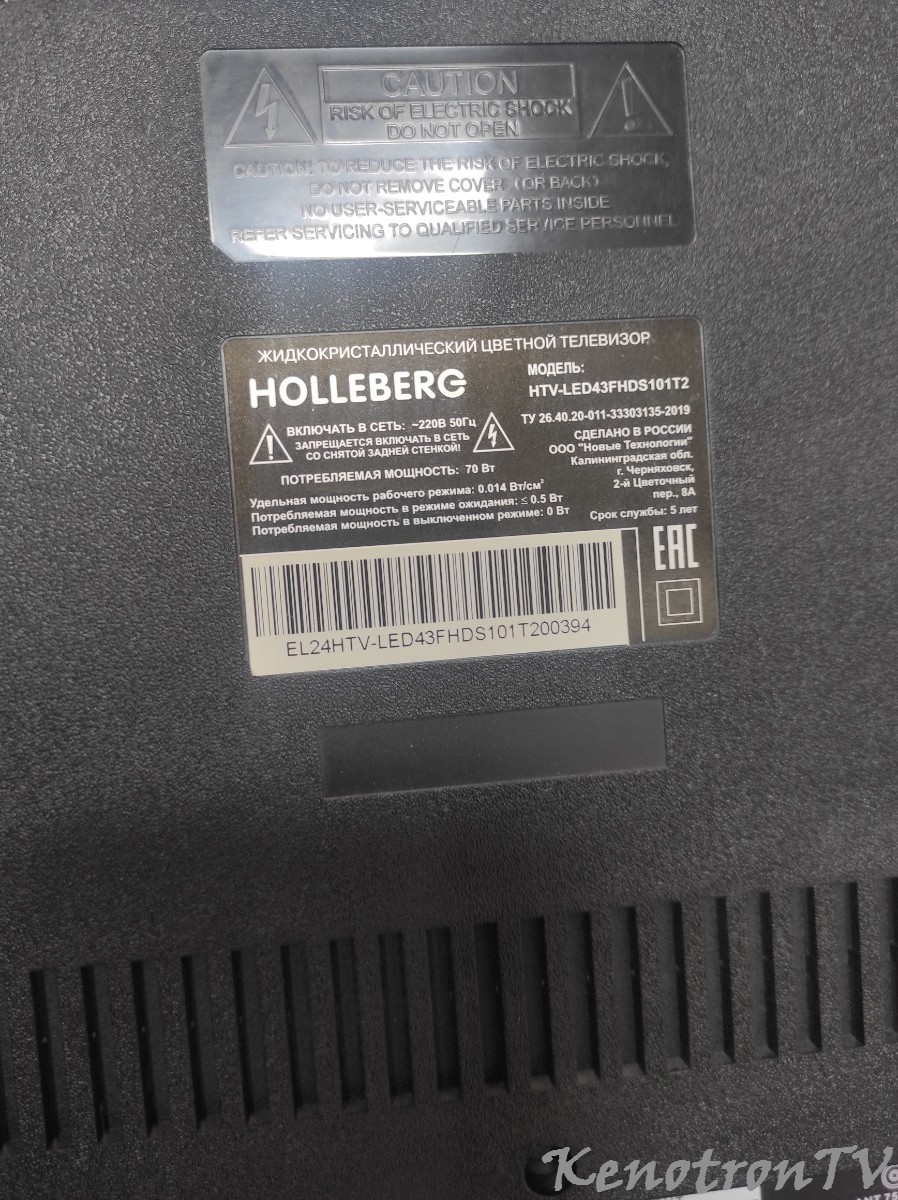 CAUTION
RISK OF ELECTRIC SHOCK
DO NOT OPEN
CAUTION: TO REDUCE THE RISK OF ELECTRIC SHOCK,
DO NOT REMOVE COVER (OR BACK)
NO USER-SERVICEABLE PARTS INSIDE
REFER SERVICING TO QUALIFIED SERVICE PERSONNEL
ЖИДКОКРИСТАЛЛИЧЕСКИЙ ЦВЕТНОЙ ТЕЛЕВИЗОР
HOLLEBERG
МОДЕЛЬ:
HTV-LED43FHDS101T2
ВКЛЮЧАТЬ В СЕТЬ: ~220В 50Гц
ЗАПРЕЩАЕТСЯ ВКЛЮЧАТЬ В СЕТЬ
СО СНЯТОЙ ЗАДНЕЙ СТЕНКОЙ!
ПОТРЕБЛЯЕМАЯ МОЩНОСТЬ: 70 Вт
Удельная мощность рабочего режима: 0.014 Вт/см²
Потребляемая мощность в режиме ожидания: ≤ 0.5 Вт
Потребляемая мощность в выключенном режиме: 0 Вт
ТУ 26.40.20-011-33303135-2019
СДЕЛАНО В РОССИИ
ООО "Новые Технологии"
Калининградская обл.
г. Черняховск,
2-й Цветочный
пер., 8А
Срок службы: 5 лет
EAC
EL24HTV-LED43FHDS101T200394
KenotronTV
ANT 75